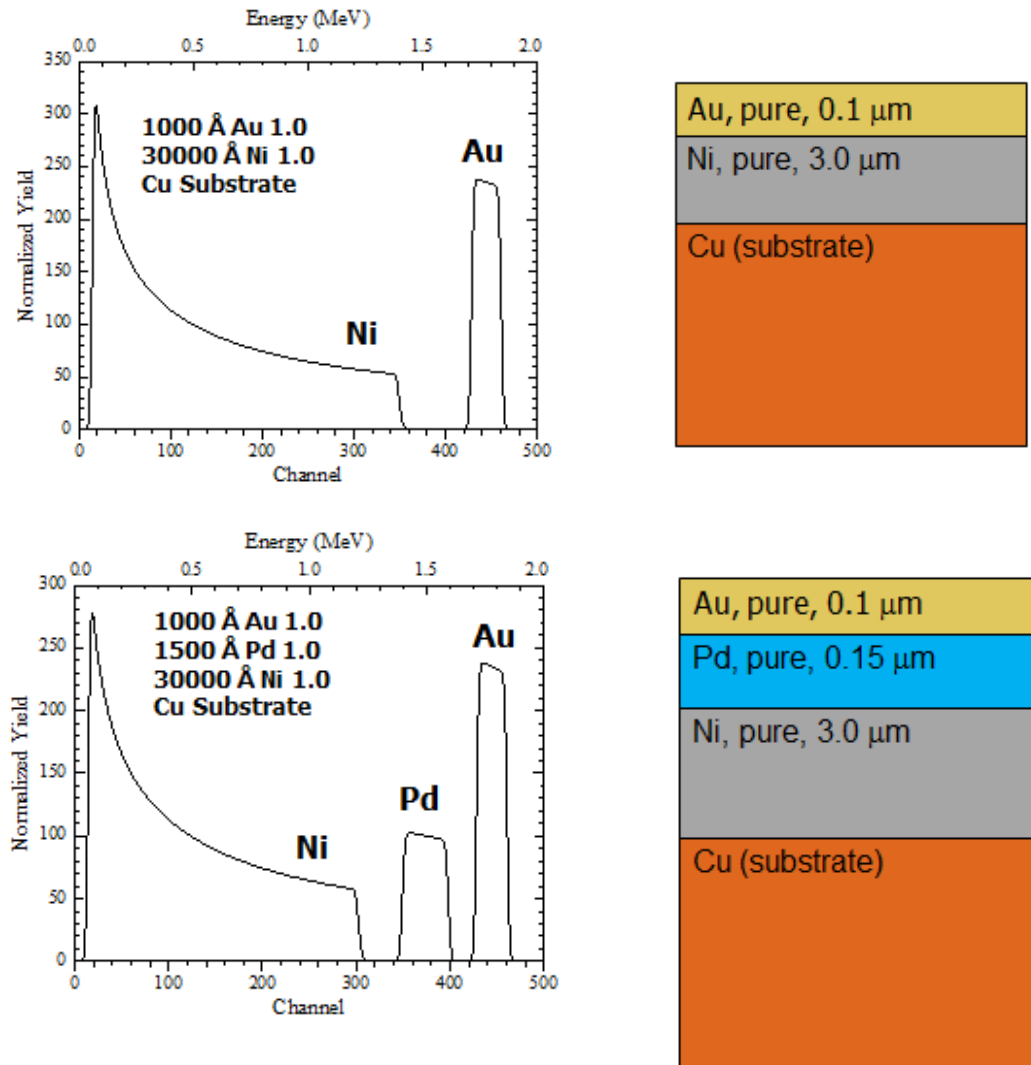 Energy (MeV)
0.0 0.5 1.0 1.5 2.0
350
300
250
200
150
100
50
0
Normalized Yield
1000 Å Au 1.0
30000 Å Ni 1.0
Cu Substrate
Au
Ni
0 100 200 300 400 500
Channel
Au, pure, 0.1 μm
Ni, pure, 3.0 μm
Cu (substrate)
Energy (MeV)
0.0 0.5 1.0 1.5 2.0
300
250
200
150
100
50
0
Normalized Yield
1000 Å Au 1.0
1500 Å Pd 1.0
30000 Å Ni 1.0
Cu Substrate
Au
Pd
Ni
0 100 200 300 400 500
Channel
Au, pure, 0.1 μm
Pd, pure, 0.15 μm
Ni, pure, 3.0 μm
Cu (substrate)